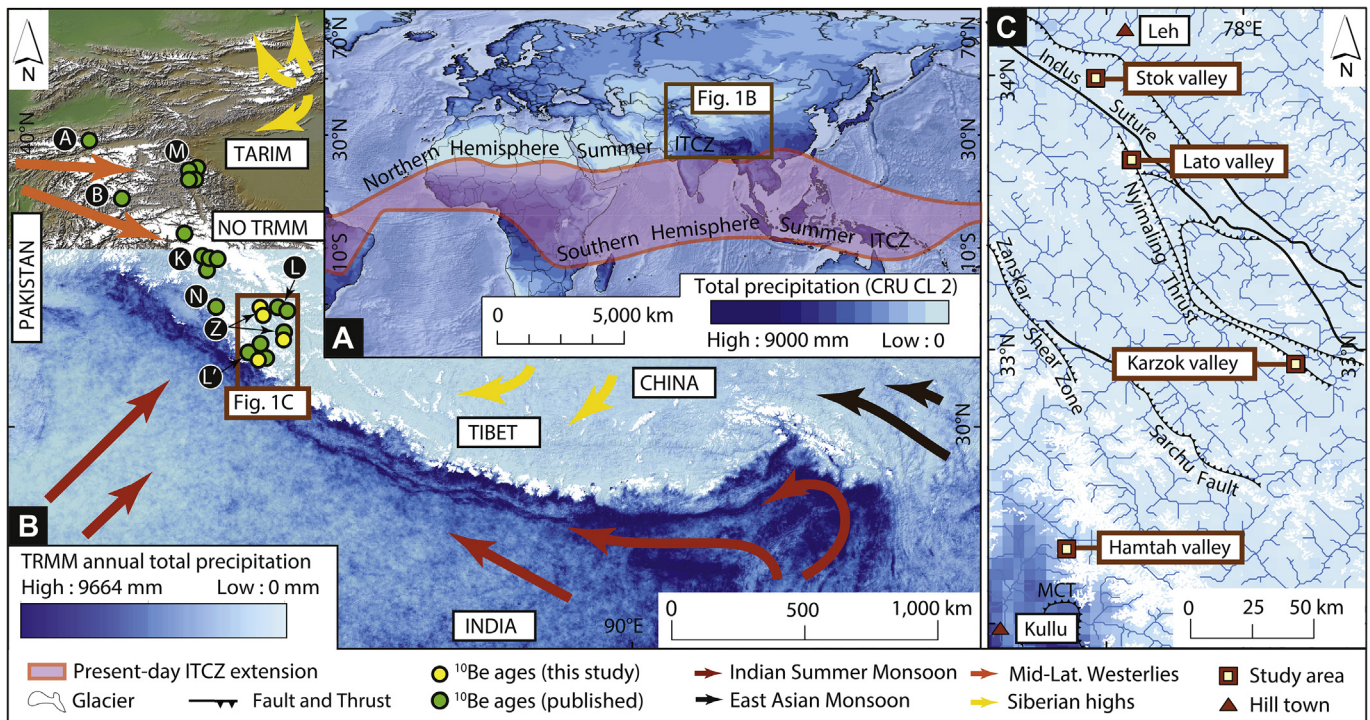 N
40°N
A
M
TARIM
B
NO TRMM
PAKISTAN
K
L
N
Z
L'
Fig. 1C
B
TRMM annual total precipitation
High : 9664 mm Low : 0 mm
70°N
70°N
Fig. 1B
30°N
30°N
Northern Hemisphere Summer ITCZ
10°S
10°S
Southern Hemisphere Summer ITCZ
Total precipitation (CRU CL 2)
0 5,000 km
High : 9000 mm Low : 0
A
CHINA
TIBET
30°N
INDIA
90°E
0 500 1,000 km
C
Leh
78°E
N
34°N
Stok valley
Indus Suture
Lato valley
Nyimaling Thrust
Zanskar Shear Zone
33°N
33°N
Karzok valley
Sarchu Fault
Hamtah valley
MCT
Kullu
0 25 50 km
Present-day ITCZ extension
Glacier
Fault and Thrust
10Be ages (this study)
10Be ages (published)
Indian Summer Monsoon
East Asian Monsoon
Mid-Lat. Westerlies
Siberian highs
Study area
Hill town